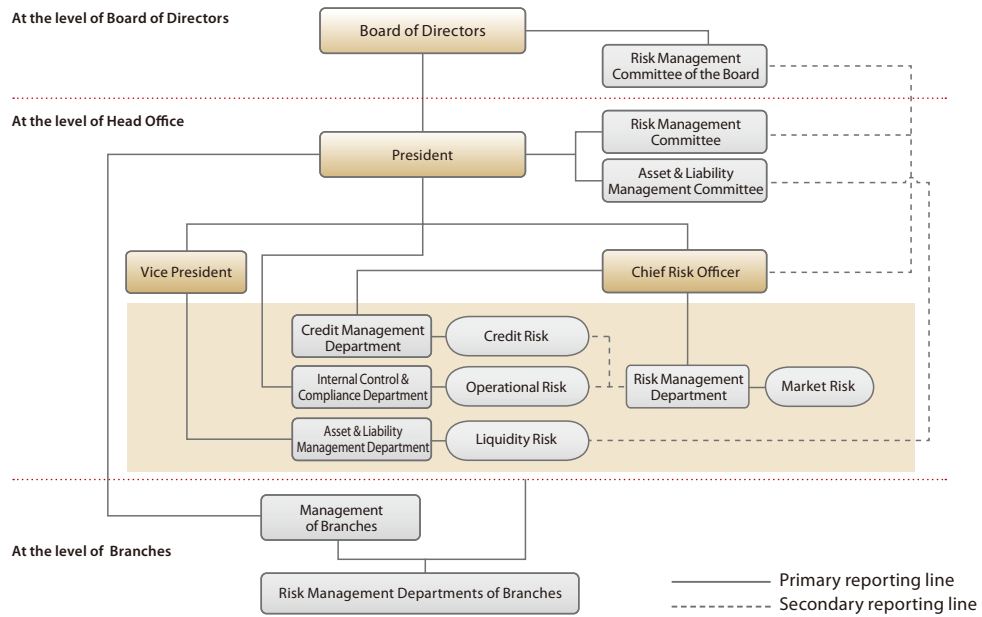 At the level of Board of Directors
Board of Directors
Risk Management
Committee of the Board
At the level of Head Office
President
Risk Management
Committee
Asset & Liability
Management Committee
Vice President
Chief Risk Officer
Credit Management
Department
Credit Risk
Internal Control &
Compliance Department
Operational Risk
Risk Management
Department
Market Risk
Asset & Liability
Management Department
Liquidity Risk
Management
of Branches
At the level of Branches
Risk Management Departments of Branches
Primary reporting line
Secondary reporting line